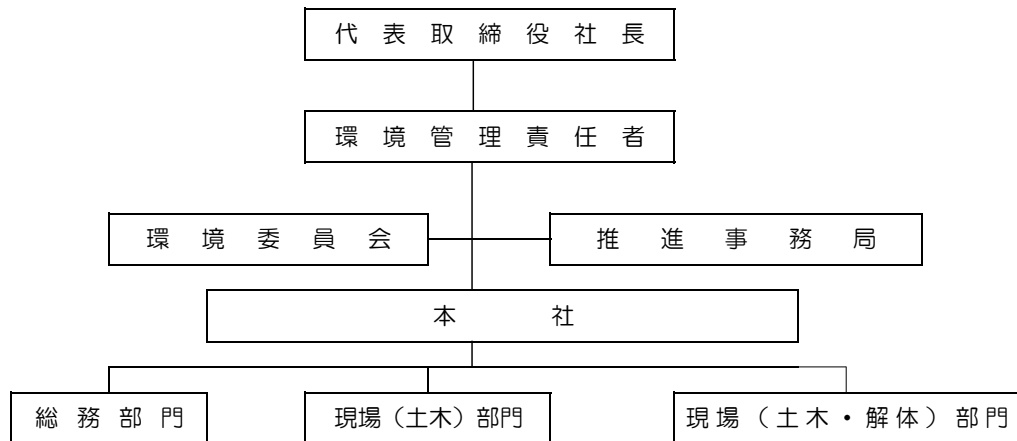 代表取締役社長
環境管理責任者
環境委員会
推進事務局
本社
総務部門
現場（土木）部門
現場（土木・解体）部門